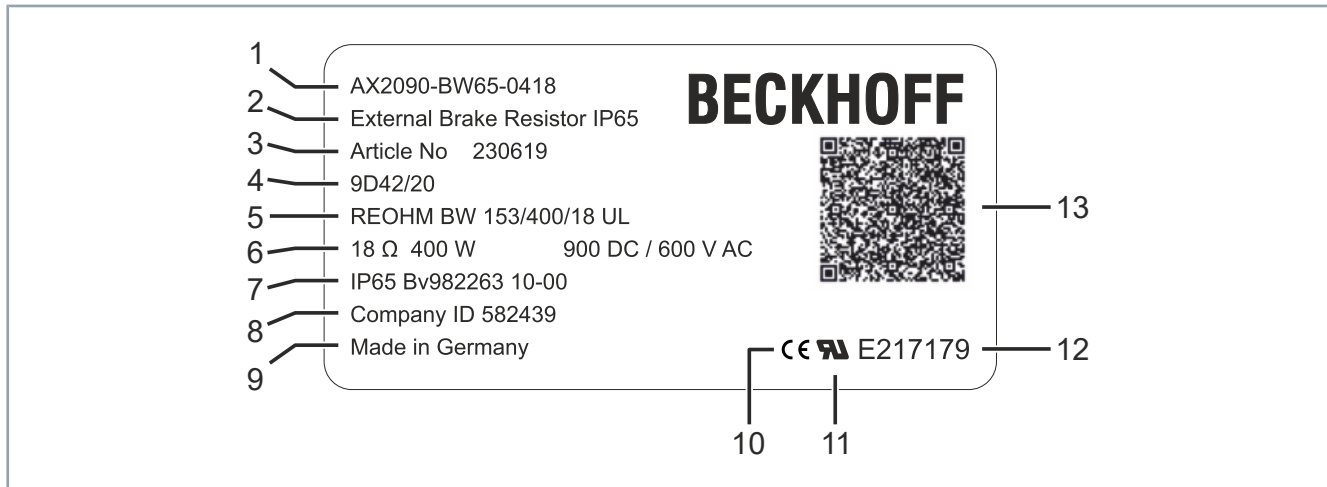 1
AX2090-BW65-0418
BECKHOFF
2
External Brake Resistor IP65
3
Article No 230619
4
9D42/20
5
REOHM BW 153/400/18 UL
13
6
18 Ω 400 W 900 DC / 600 V AC
7
IP65 Bv982263 10-00
8
Company ID 582439
9
Made in Germany
CE RU E217179
12
10
11